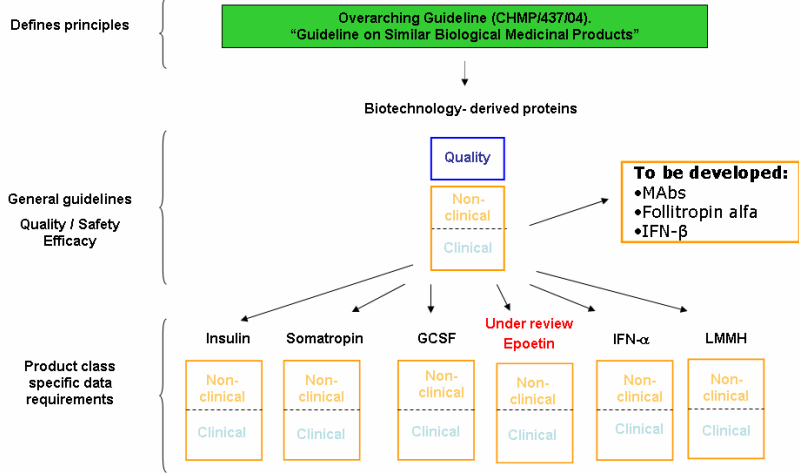 Defines principles
Overarching Guideline (CHMP/437/04).
“Guideline on Similar Biological Medicinal Products”
Biotechnology- derived proteins
General guidelines
Quality / Safety
Efficacy
Quality
Non-
clinical
Clinical
To be developed:
•MAbs
•Follitropin alfa
•IFN-β
Product class
specific data
requirements
Insulin
Non-
clinical
Clinical
Somatropin
Non-
clinical
Clinical
GCSF
Non-
clinical
Clinical
Under review
Epoetin
Non-
clinical
Clinical
IFN-α
Non-
clinical
Clinical
LMMH
Non-
clinical
Clinical